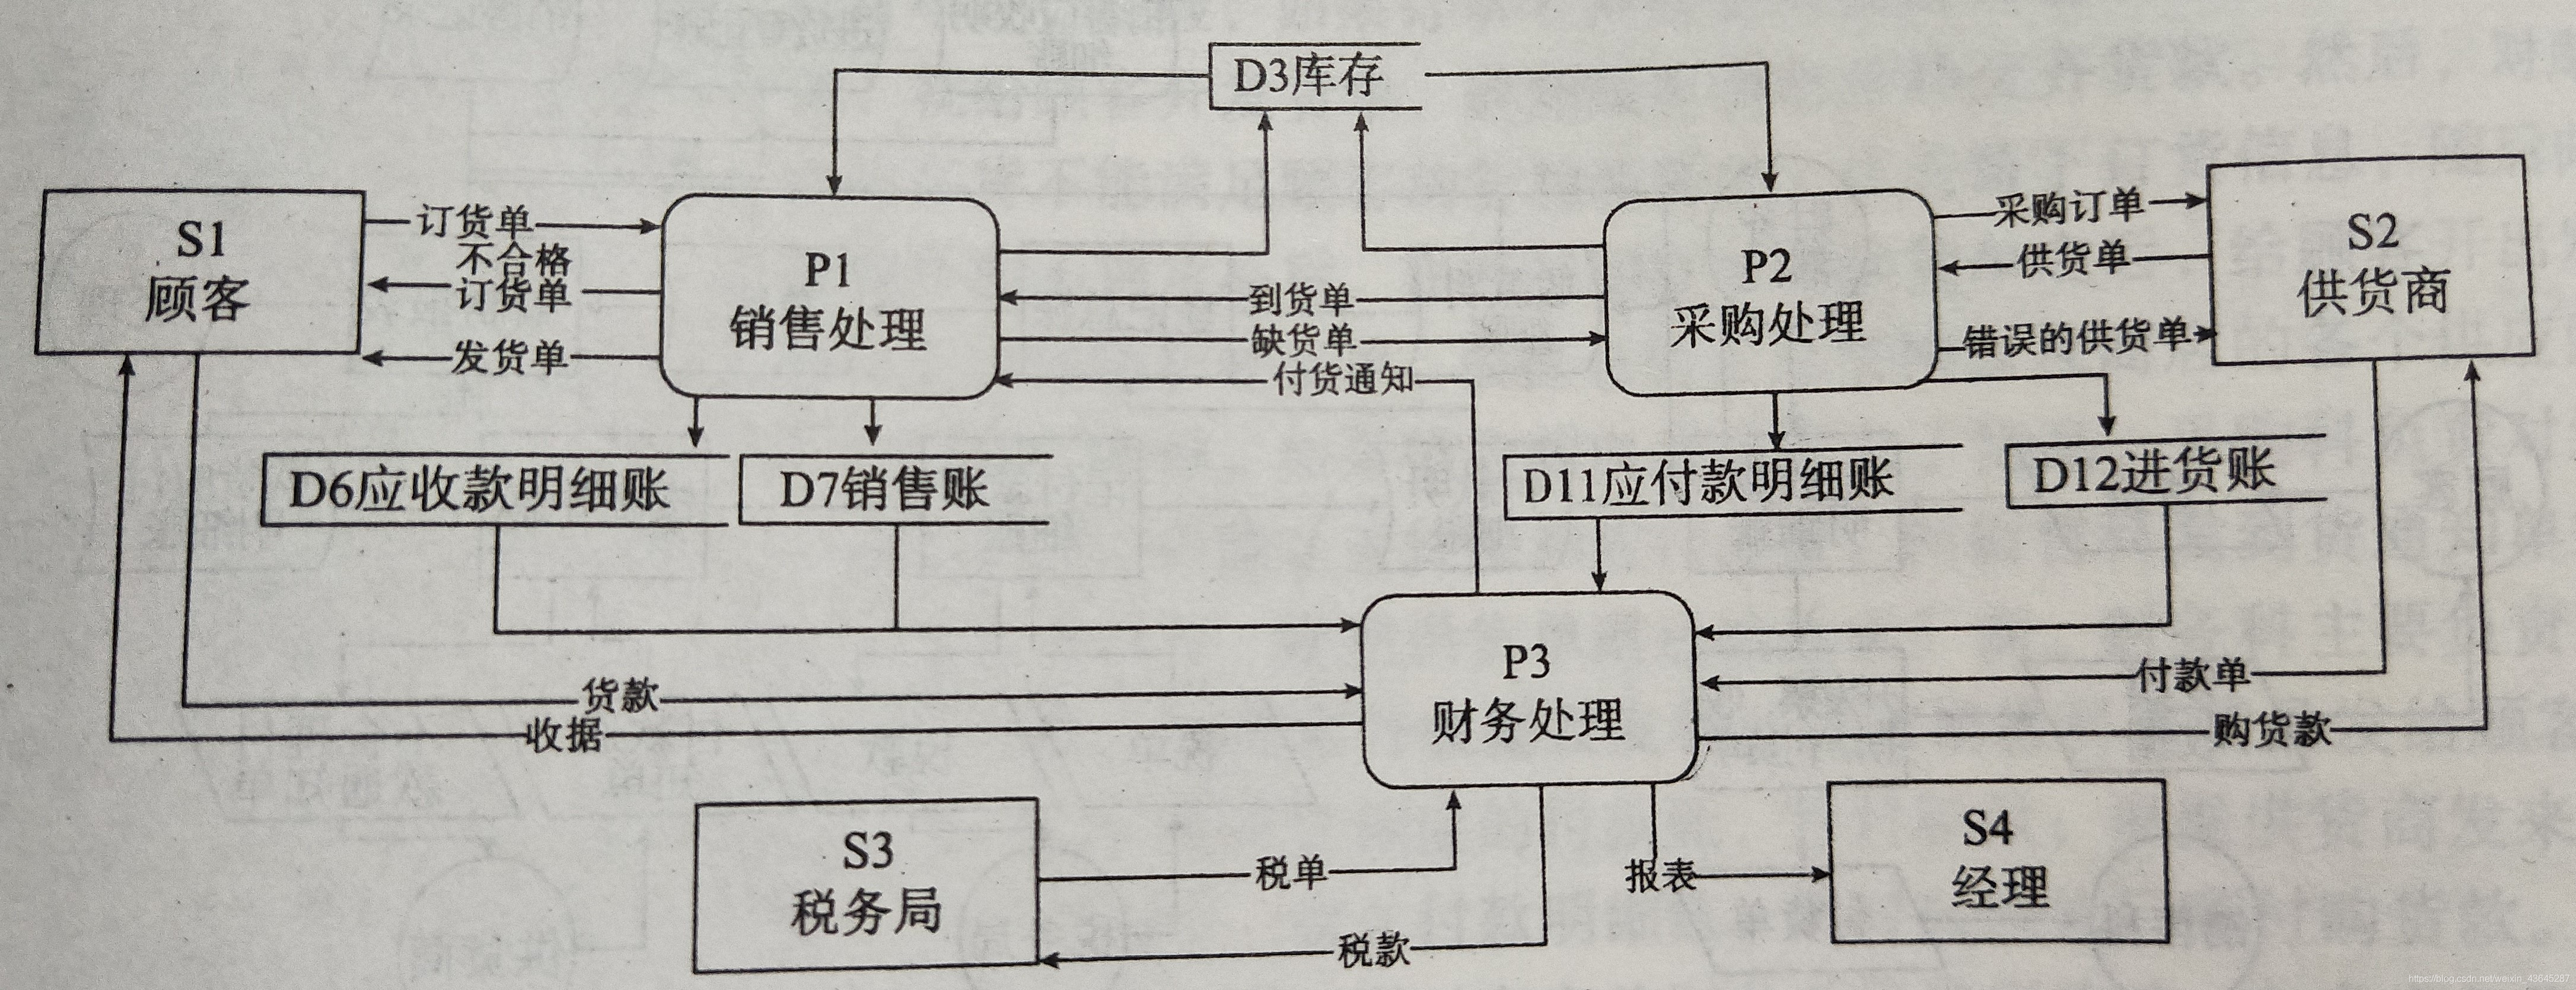 D3库存
S1
顾客
订货单
不合格
订货单
发货单
P1
销售处理
到货单
缺货单
付货通知
P2
采购处理
采购订单
供货单
错误的供货单
S2
供货商
D6应收款明细账
D7销售账
D11应付款明细账
D12进货账
P3
财务处理
货款
收据
付款单
购货款
S3
税务局
税单
税款
报表
S4
经理
https://blog.csdn.net/weixin_43645287